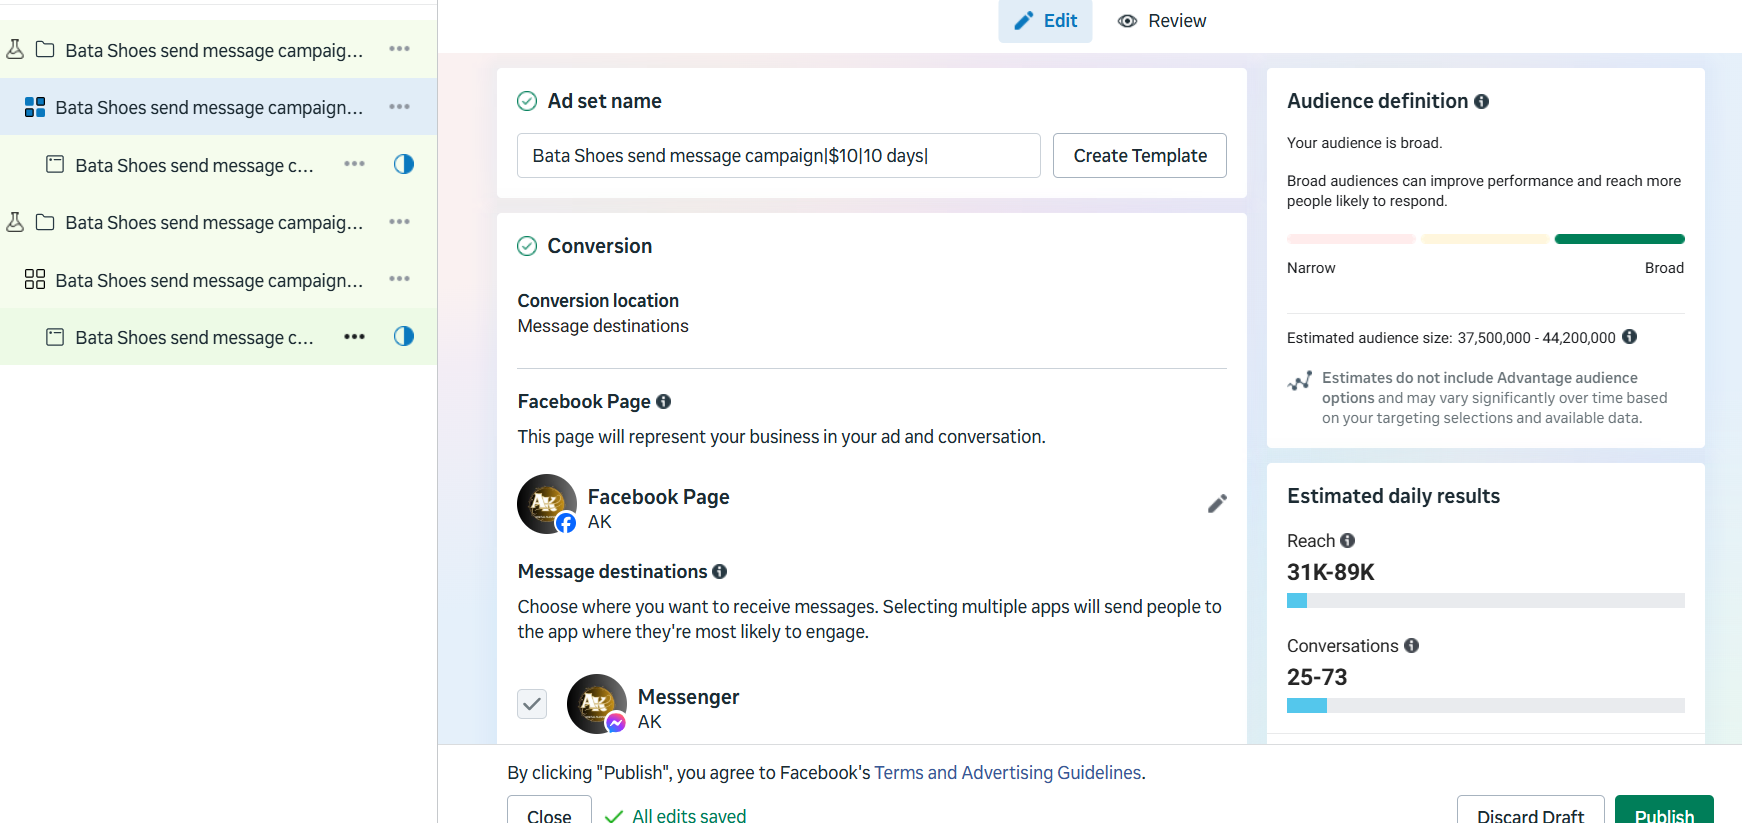 Bata Shoes send message campaig...
Bata Shoes send message campaign...
Bata Shoes send message c...
Bata Shoes send message campaig...
Bata Shoes send message campaign...
Bata Shoes send message c...
Edit
Review
Ad set name
Bata Shoes send message campaign|$10|10 days|
Create Template
Conversion
Conversion location
Message destinations
Facebook Page
This page will represent your business in your ad and conversation.
AK
Facebook Page
AK
Message destinations
Choose where you want to receive messages. Selecting multiple apps will send people to
the app where they're most likely to engage.
AK
Messenger
AK
Audience definition
Your audience is broad.
Broad audiences can improve performance and reach more
people likely to respond.
Narrow
Broad
Estimated audience size: 37,500,000 - 44,200,000
Estimates do not include Advantage audience
options and may vary significantly over time based
on your targeting selections and available data.
Estimated daily results
Reach
31K-89K
Conversations
25-73
By clicking "Publish", you agree to Facebook's Terms and Advertising Guidelines.
Close
All edits saved
Discard Draft
Publish